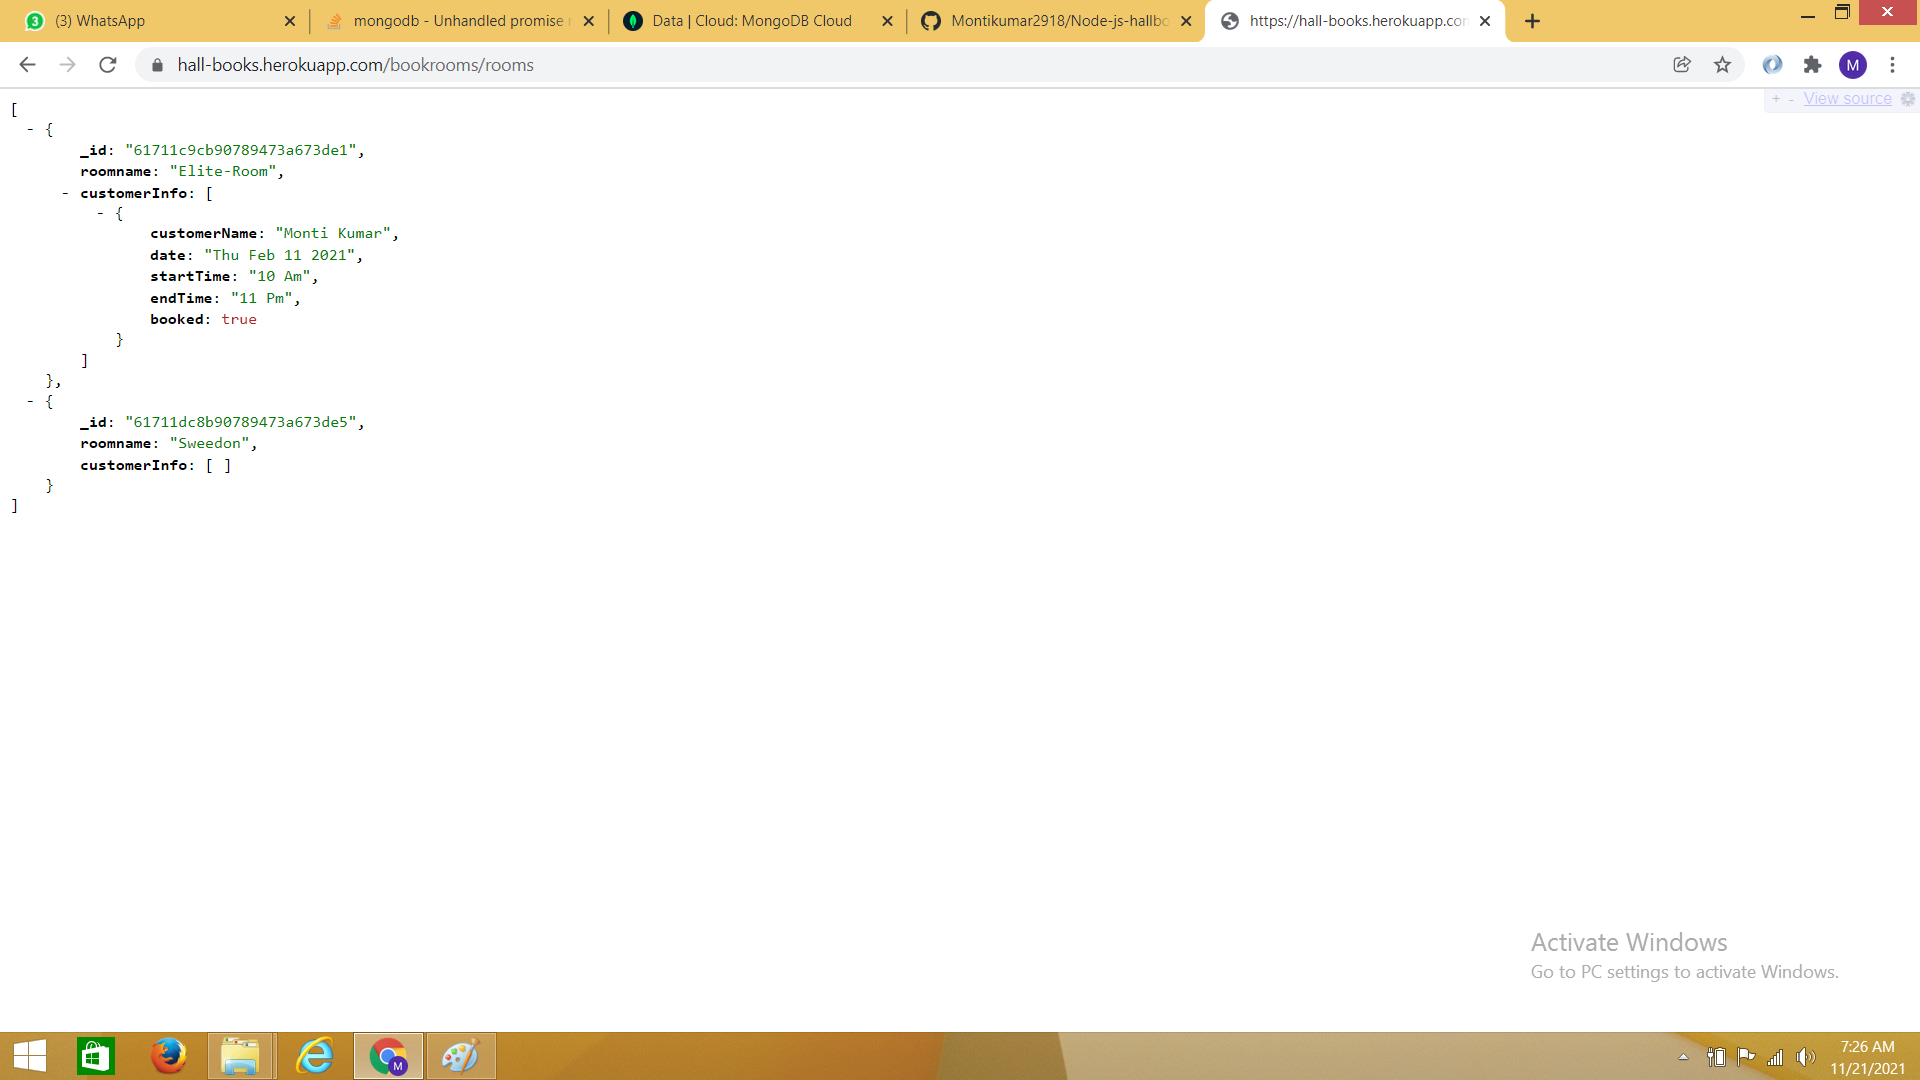 3 (3) WhatsApp
mongodb - Unhandled promise r
Data | Cloud: MongoDB Cloud
Montikumar2918/Node-js-hallbo
https://hall-books.herokuapp.com
hall-books.herokuapp.com/bookrooms/rooms
M
+ - View source
[
- {
_id: "61711c9cb90789473a673de1",
roomname: "Elite-Room",
- customerInfo: [
- {
customerName: "Monti Kumar",
date: "Thu Feb 11 2021",
startTime: "10 Am",
endTime: "11 Pm",
booked: true
}
]
},
- {
_id: "61711dc8b90789473a673de5",
roomname: "Sweedon",
customerInfo: [ ]
}
]
Activate Windows
Go to PC settings to activate Windows.
M
7:26 AM
11/21/2021